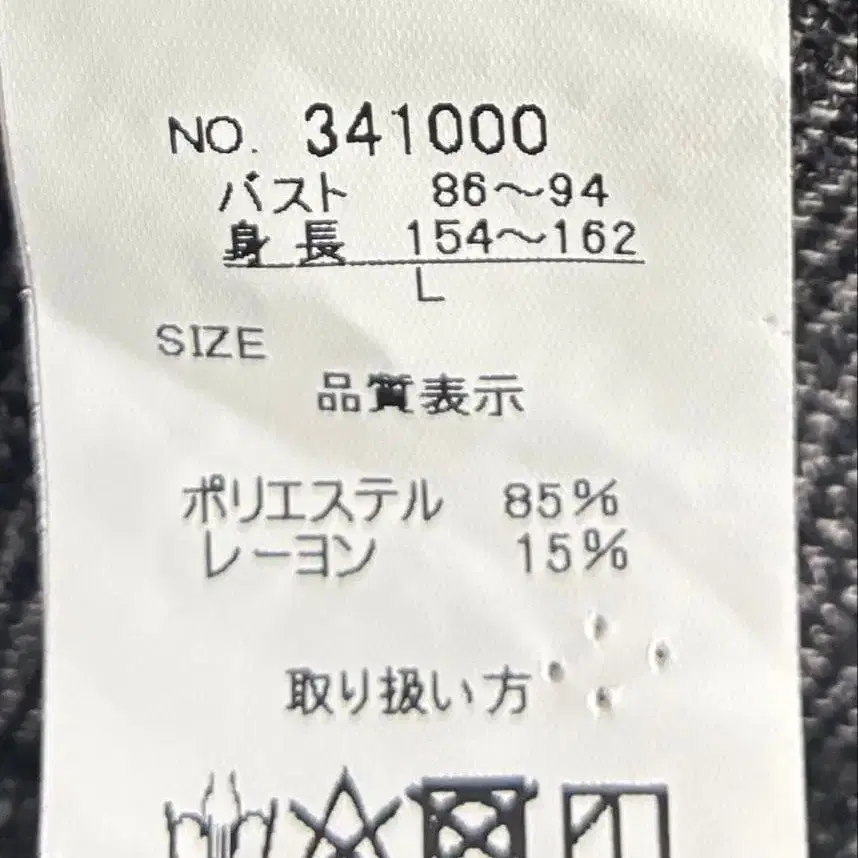 NO. 341000
バスト 86〜94
身長 154〜162
L
SIZE
品質表示
ポリエステル 85%
レーヨン 15%
取り扱い方